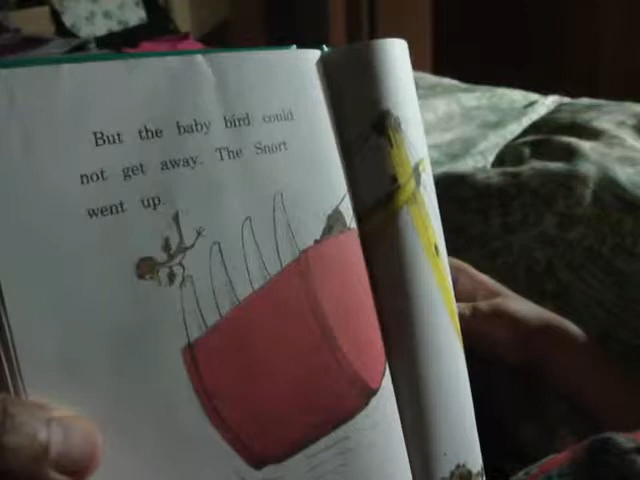 But the baby bird could
not get away. The Snort
went up.